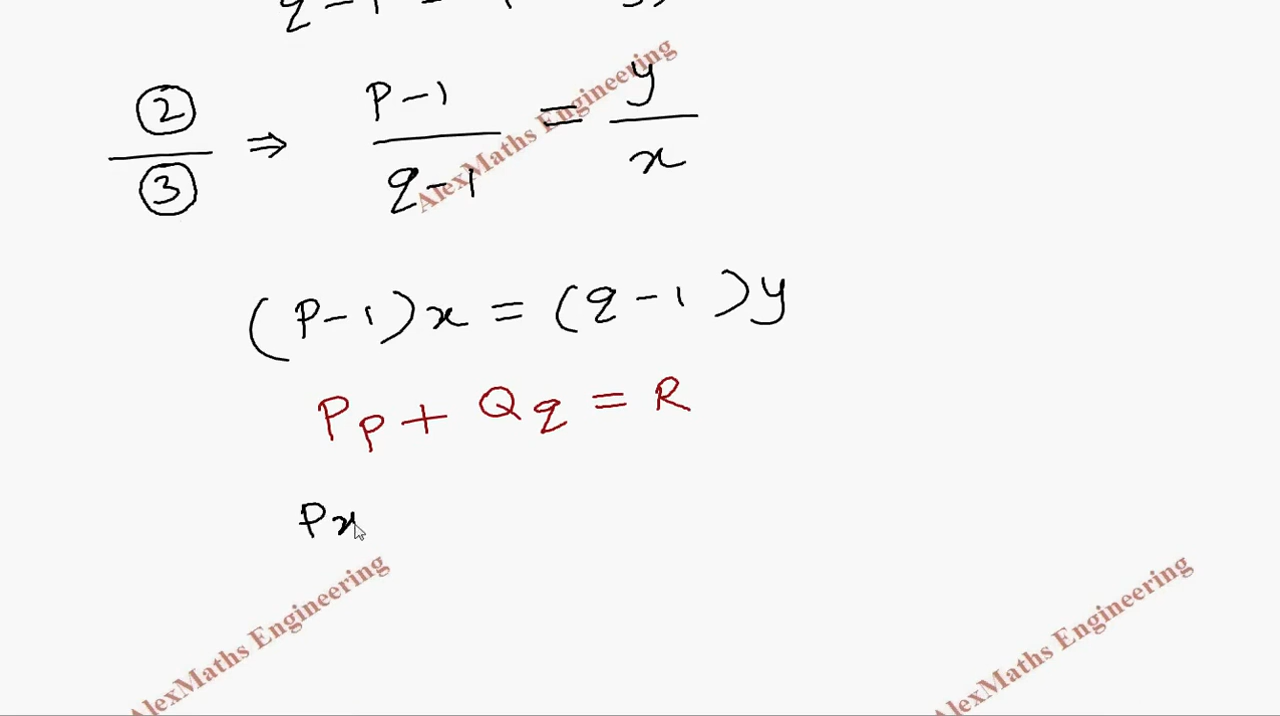 ② / ③ ⇒ P-1 / q-1 = y / x
(P-1)x = (q-1)y
Pp + Qq = R
Px
AlexMaths Engineering
AlexMaths Engineering
AlexMaths Engineering